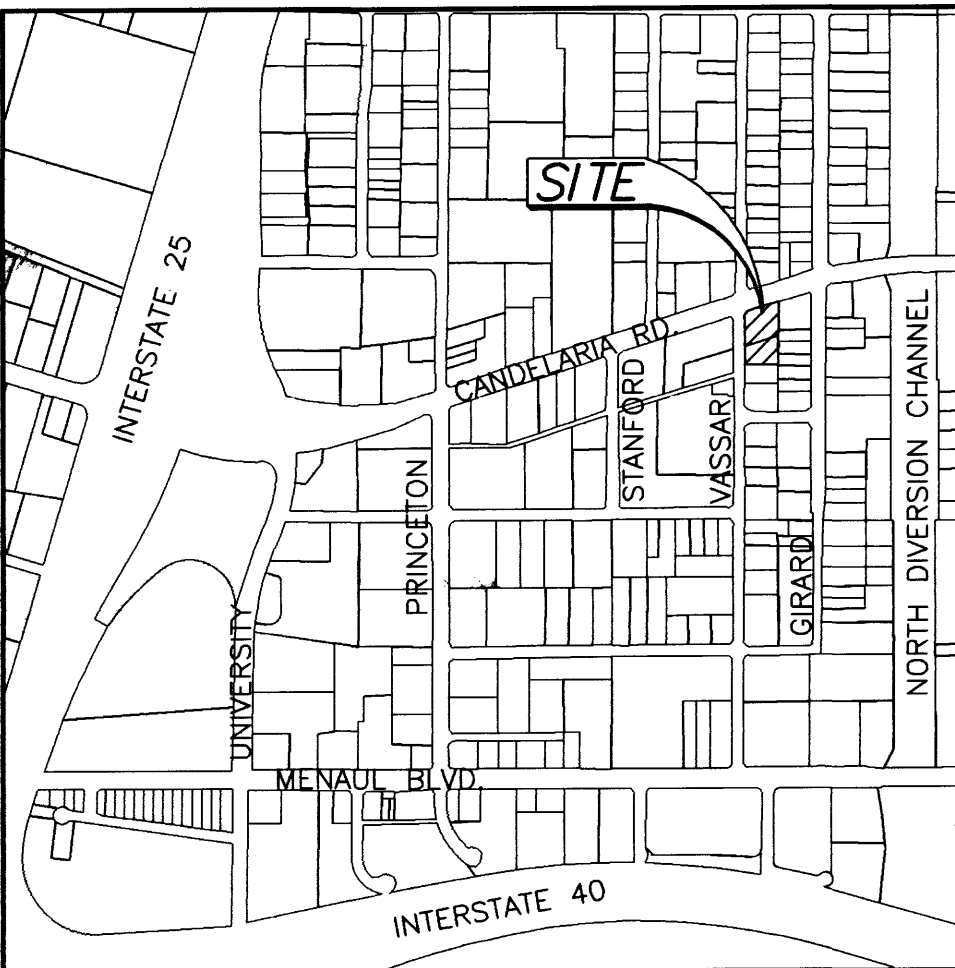 SITE
INTERSTATE 25
CANDELARIA RD.
STANFORD
VASSAR
NORTH DIVERSION CHANNEL
PRINCETON
GIRARD
UNIVERSITY
MENAUL BLVD.
INTERSTATE 40